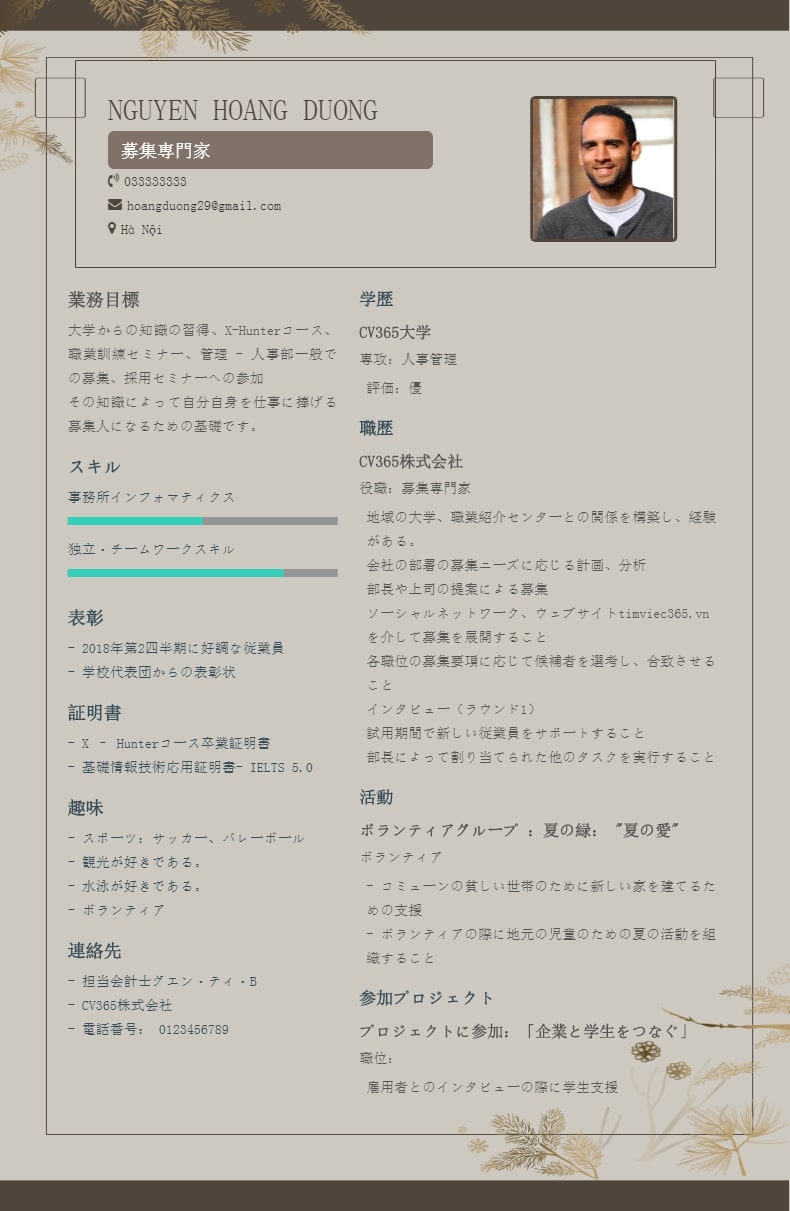 NGUYEN HOANG DUONG
募集専門家
033333333
hoangduong29@gmail.com
Hà Nội
業務目標
大学からの知識の習得、X-Hunterコース、
職業訓練セミナー、管理 - 人事部一般で
の募集、採用セミナーへの参加
その知識によって自分自身を仕事に捧げる
募集人になるための基礎です。
スキル
事務所インフォマティクス
独立・チームワークスキル
表彰
- 2018年第2四半期に好調な従業員
- 学校代表団からの表彰状
証明書
- X - Hunterコース卒業証明書
- 基礎情報技術応用証明書- IELTS 5.0
趣味
- スポーツ: サッカー、バレーボール
- 観光が好きである。
- 水泳が好きである。
- ボランティア
連絡先
- 担当会計士グエン・ティ・B
- CV365株式会社
- 電話番号: 0123456789
学歴
CV365大学
専攻: 人事管理
評価: 優
職歴
CV365株式会社
役職: 募集専門家
地域の大学、職業紹介センターとの関係を構築し、経験
がある。
会社の部署の募集ニーズに応じる計画、分析
部長や上司の提案による募集
ソーシャルネットワーク、ウェブサイトtimviec365.vn
を介して募集を展開すること
各職位の募集要項に応じて候補者を選考し、合致させる
こと
インタビュー（ラウンド1）
試用期間で新しい従業員をサポートすること
部長によって割り当てられた他のタスクを実行すること
活動
ボランティアグループ : 夏の緑: "夏の愛"
ボランティア
- コミューンの貧しい世帯のために新しい家を建てるた
めの支援
- ボランティアの際に地元の児童のための夏の活動を組
織すること
参加プロジェクト
プロジェクトに参加: 「企業と学生をつなぐ」
職位:
雇用者とのインタビューの際に学生支援